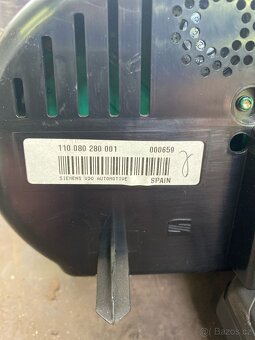 110 080 280 001 000659
SIEMENS VDO AUTOMOTIVE SPAIN
Bazoš.cz